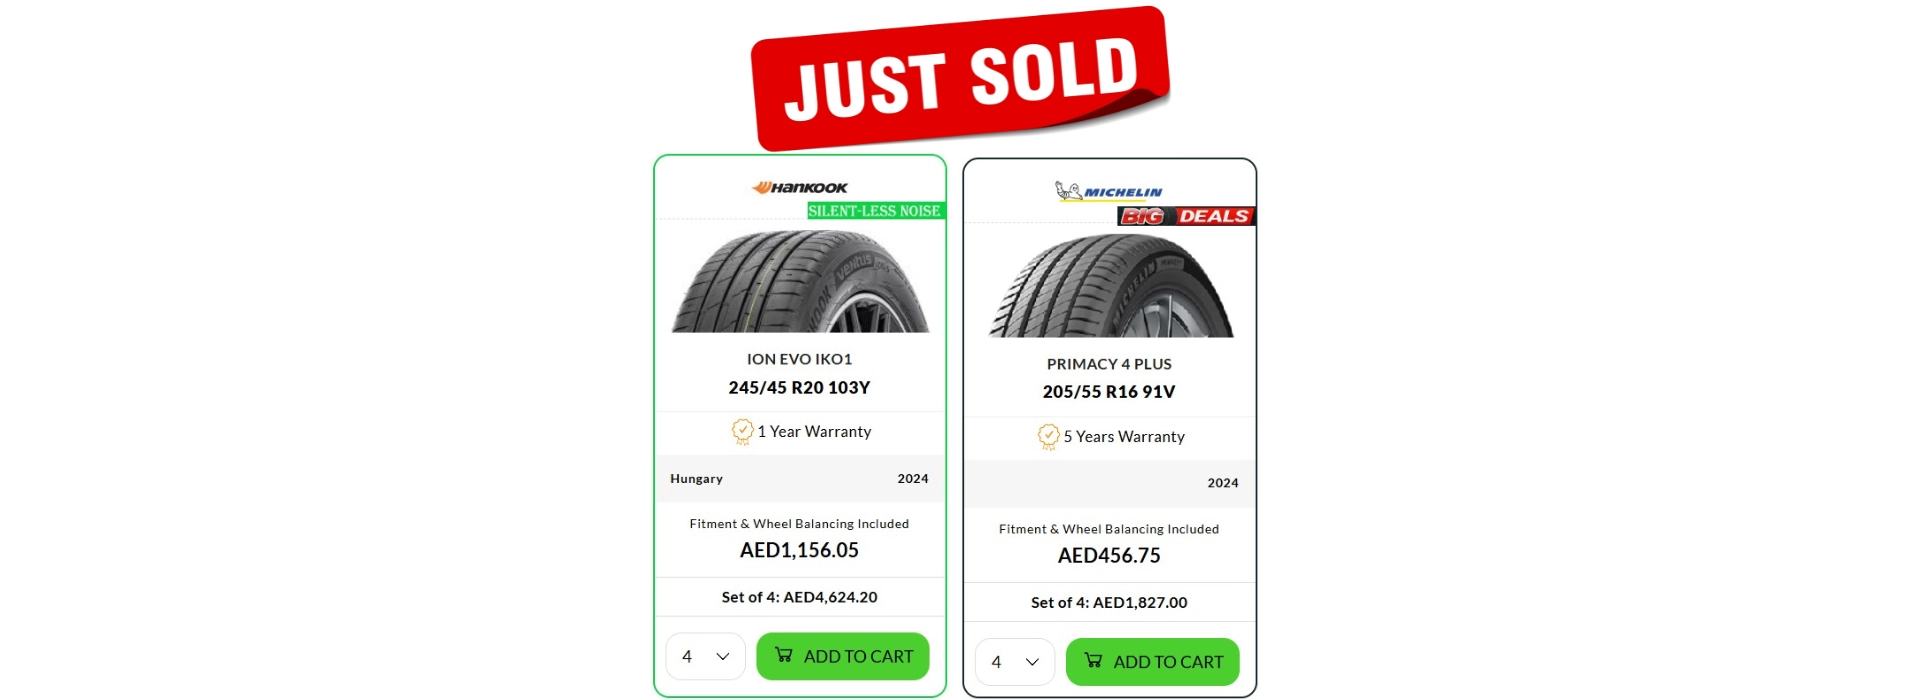 JUST SOLD
HANKOOK
SILENT-LESS NOISE
ventus
ION EVO IKO1
245/45 R20 103Y
1 Year Warranty
Hungary 2024
Fitment & Wheel Balancing Included
AED1,156.05
Set of 4: AED4,624.20
4 ADD TO CART
MICHELIN
BIG DEALS
MICHELIN
PRIMACY 4 PLUS
205/55 R16 91V
5 Years Warranty
2024
Fitment & Wheel Balancing Included
AED456.75
Set of 4: AED1,827.00
4 ADD TO CART